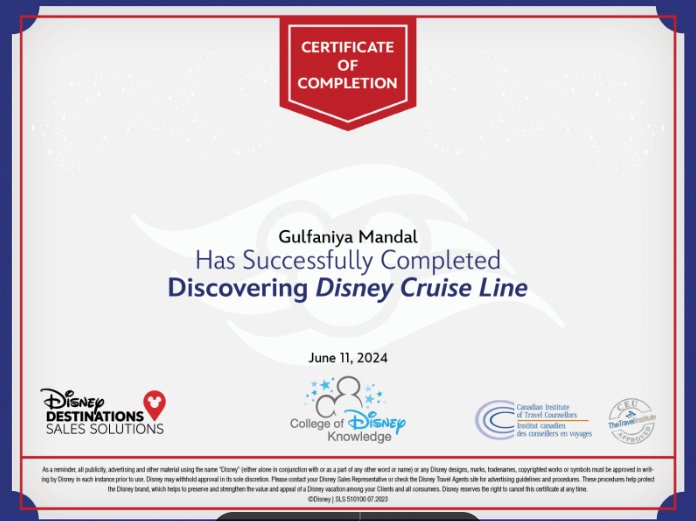 CERTIFICATE
OF
COMPLETION
Gulfaniya Mandal
Has Successfully Completed
Discovering Disney Cruise Line
June 11, 2024
Disney
DESTINATIONS
SALES SOLUTIONS
College of Disney
Knowledge
Canadian Institute
of Travel Counsellors
Institut canadien
des conseillers en voyages
CEU
TheTravelInstitute
APPROVED
As a reminder, all publicity, advertising and other material using the name "Disney" (either alone in conjunction with or as a part of any other word or name) or any Disney designs, marks, tradenames, copyrighted works or symbols must be approved in writ-
ing by Disney in each instance prior to use. Disney may withhold approval in its sole discretion. Please contact your Disney Sales Representative or check the Disney Travel Agents site for advertising guidelines and procedures. These procedures help protect
the Disney brand, which helps to preserve and strengthen the value and appeal of a Disney vacation among your Clients and all consumers. Disney reserves the right to cancel this certificate at any time.
©Disney | SLS 510100 07.2023